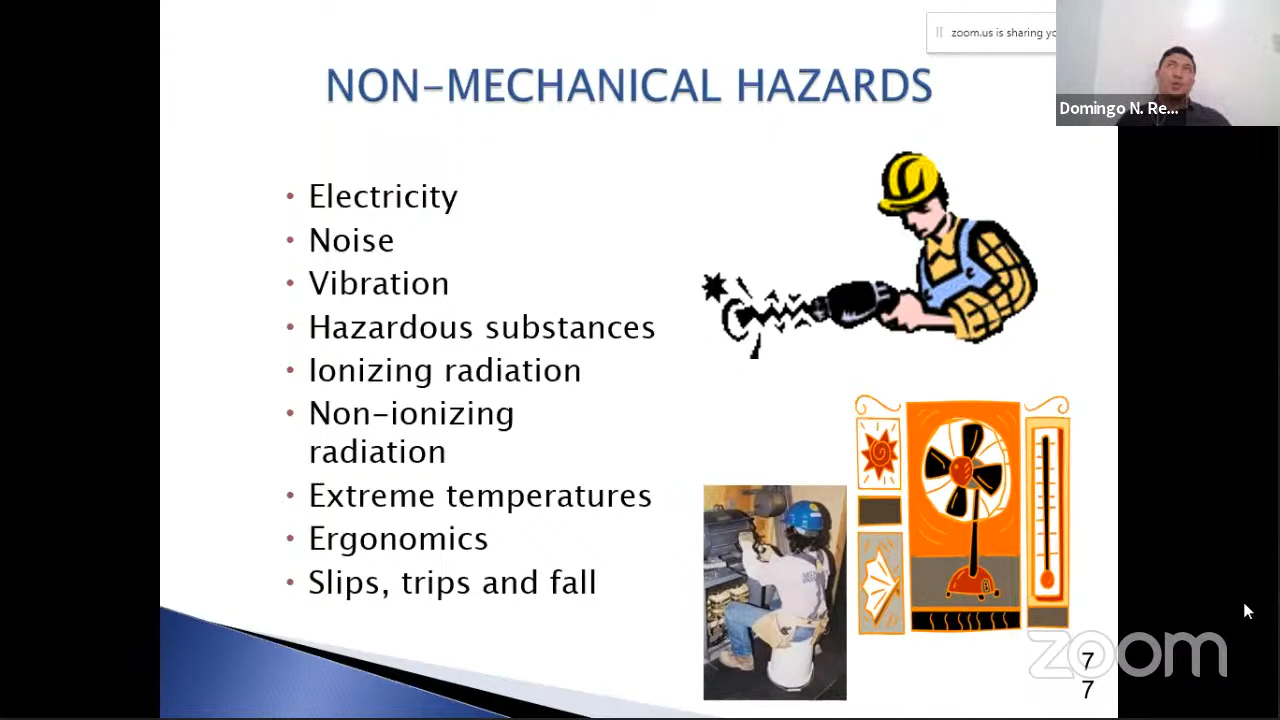 zoom.us is sharing yo
NON-MECHANICAL HAZARDS
Domingo N. Re...
• Electricity
• Noise
• Vibration
• Hazardous substances
• Ionizing radiation
• Non-ionizing
radiation
• Extreme temperatures
• Ergonomics
• Slips, trips and fall
zoom
7
7